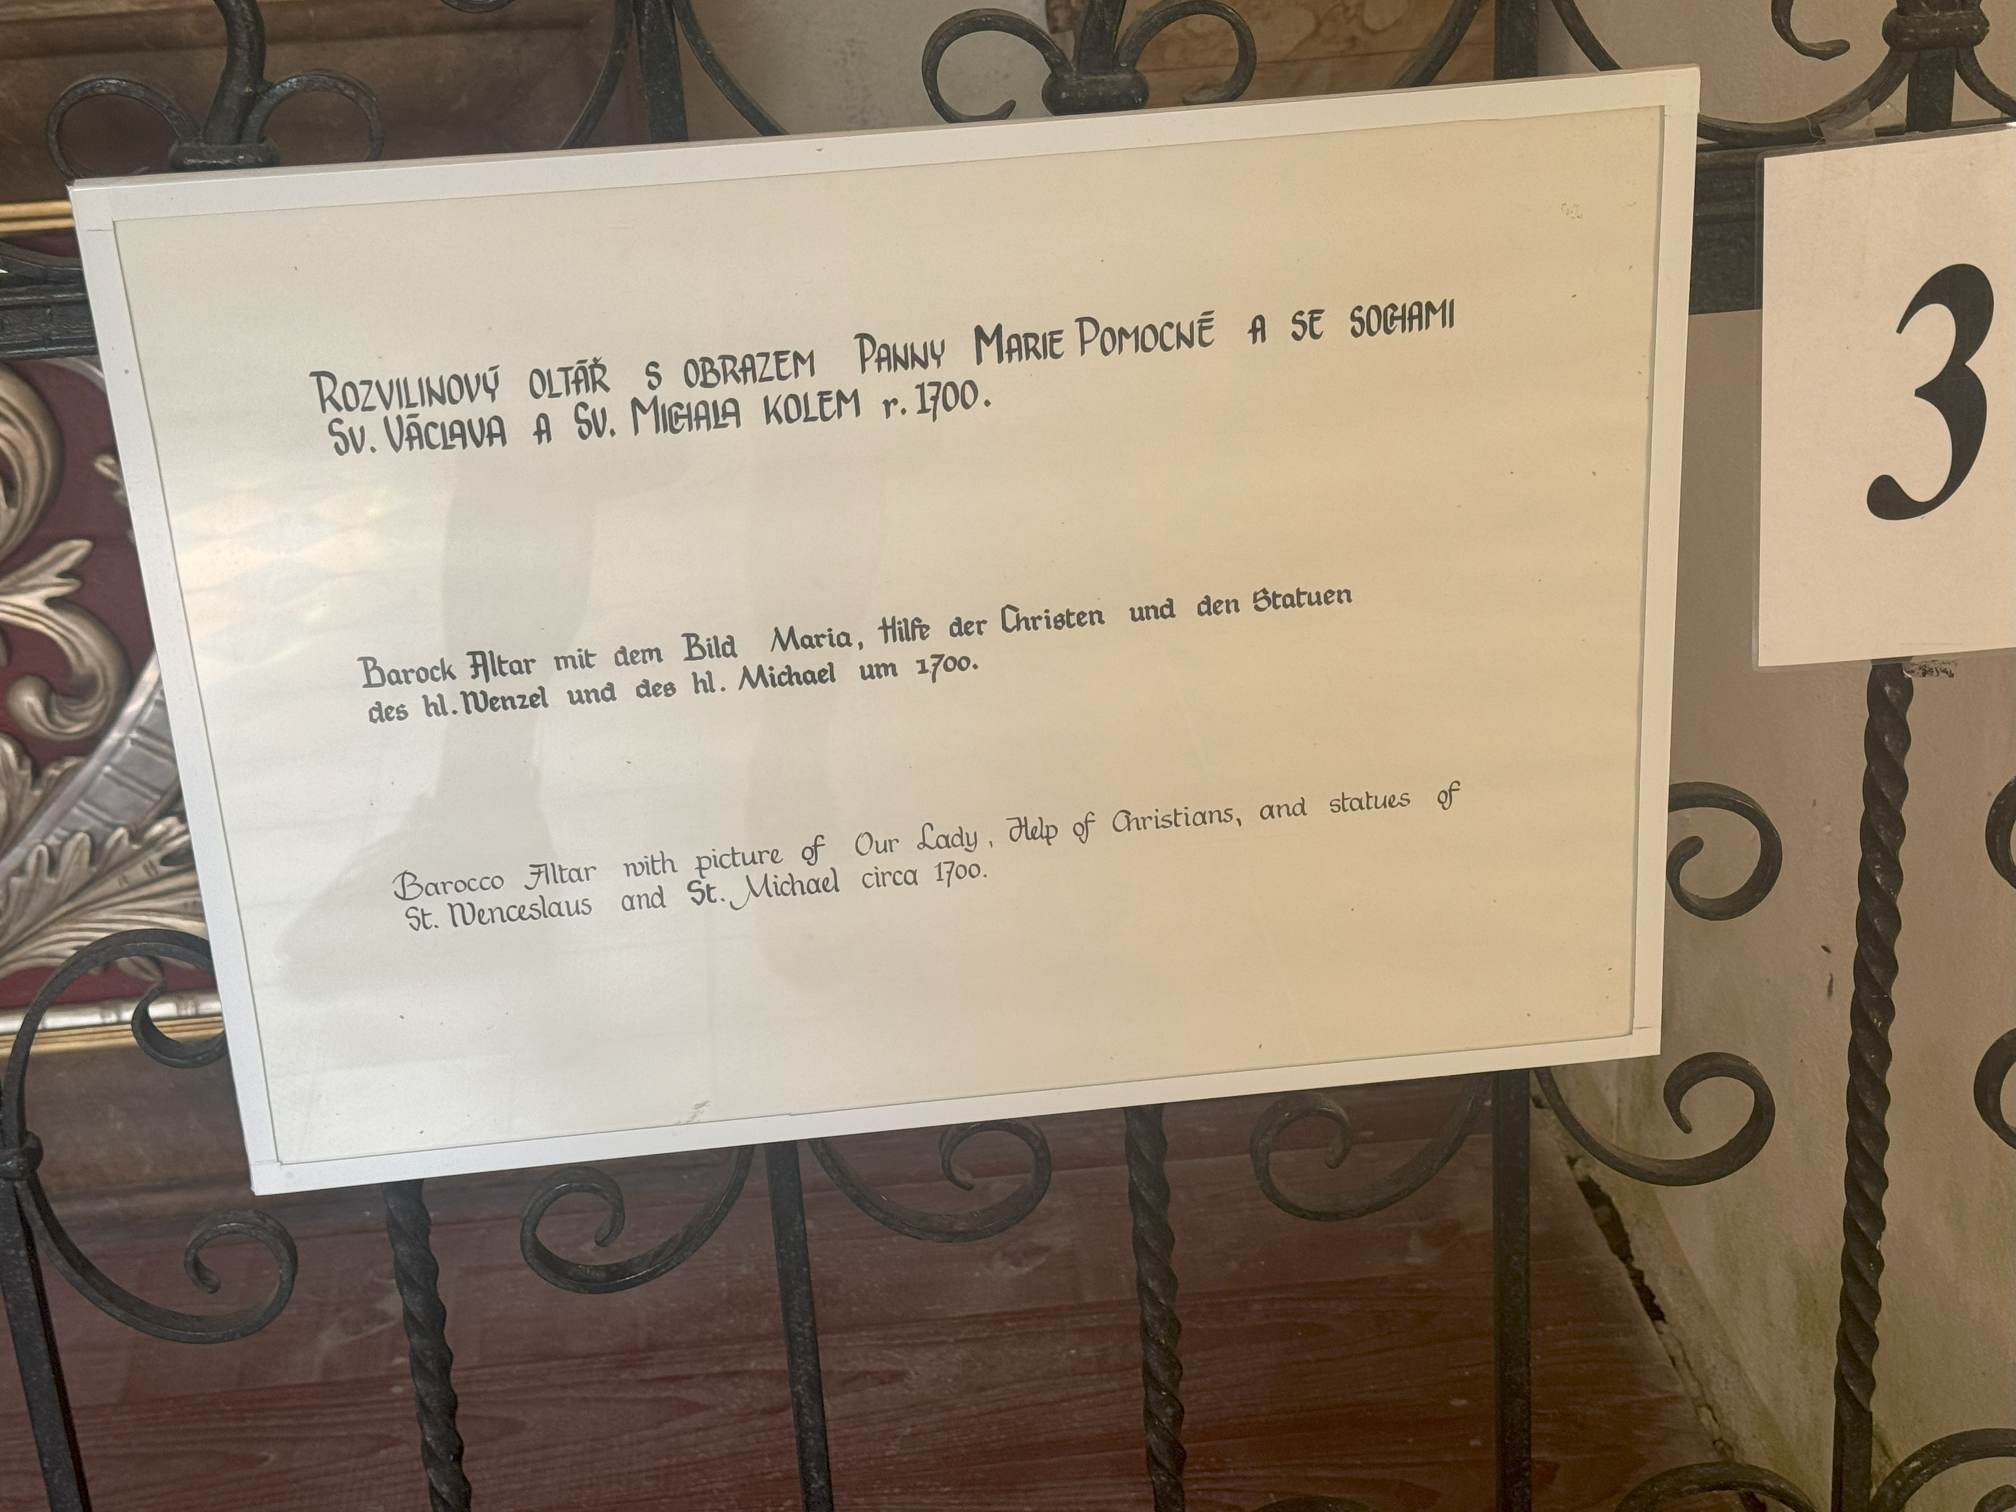 ROZVILINOVÝ OLTÁŘ S OBRAZEM PANNY MARIE POMOCNÉ A SE SOCHAMI
SV. VÁCLAVA A SV. MICHALA KOLEM r. 1700.
Barock Altar mit dem Bild Maria, Hilfe der Christen und den Statuen
des hl. Wenzel und des hl. Michael um 1700.
Barocco Altar with picture of Our Lady, Help of Christians, and statues of
St. Wenceslaus and St. Michael circa 1700.
3